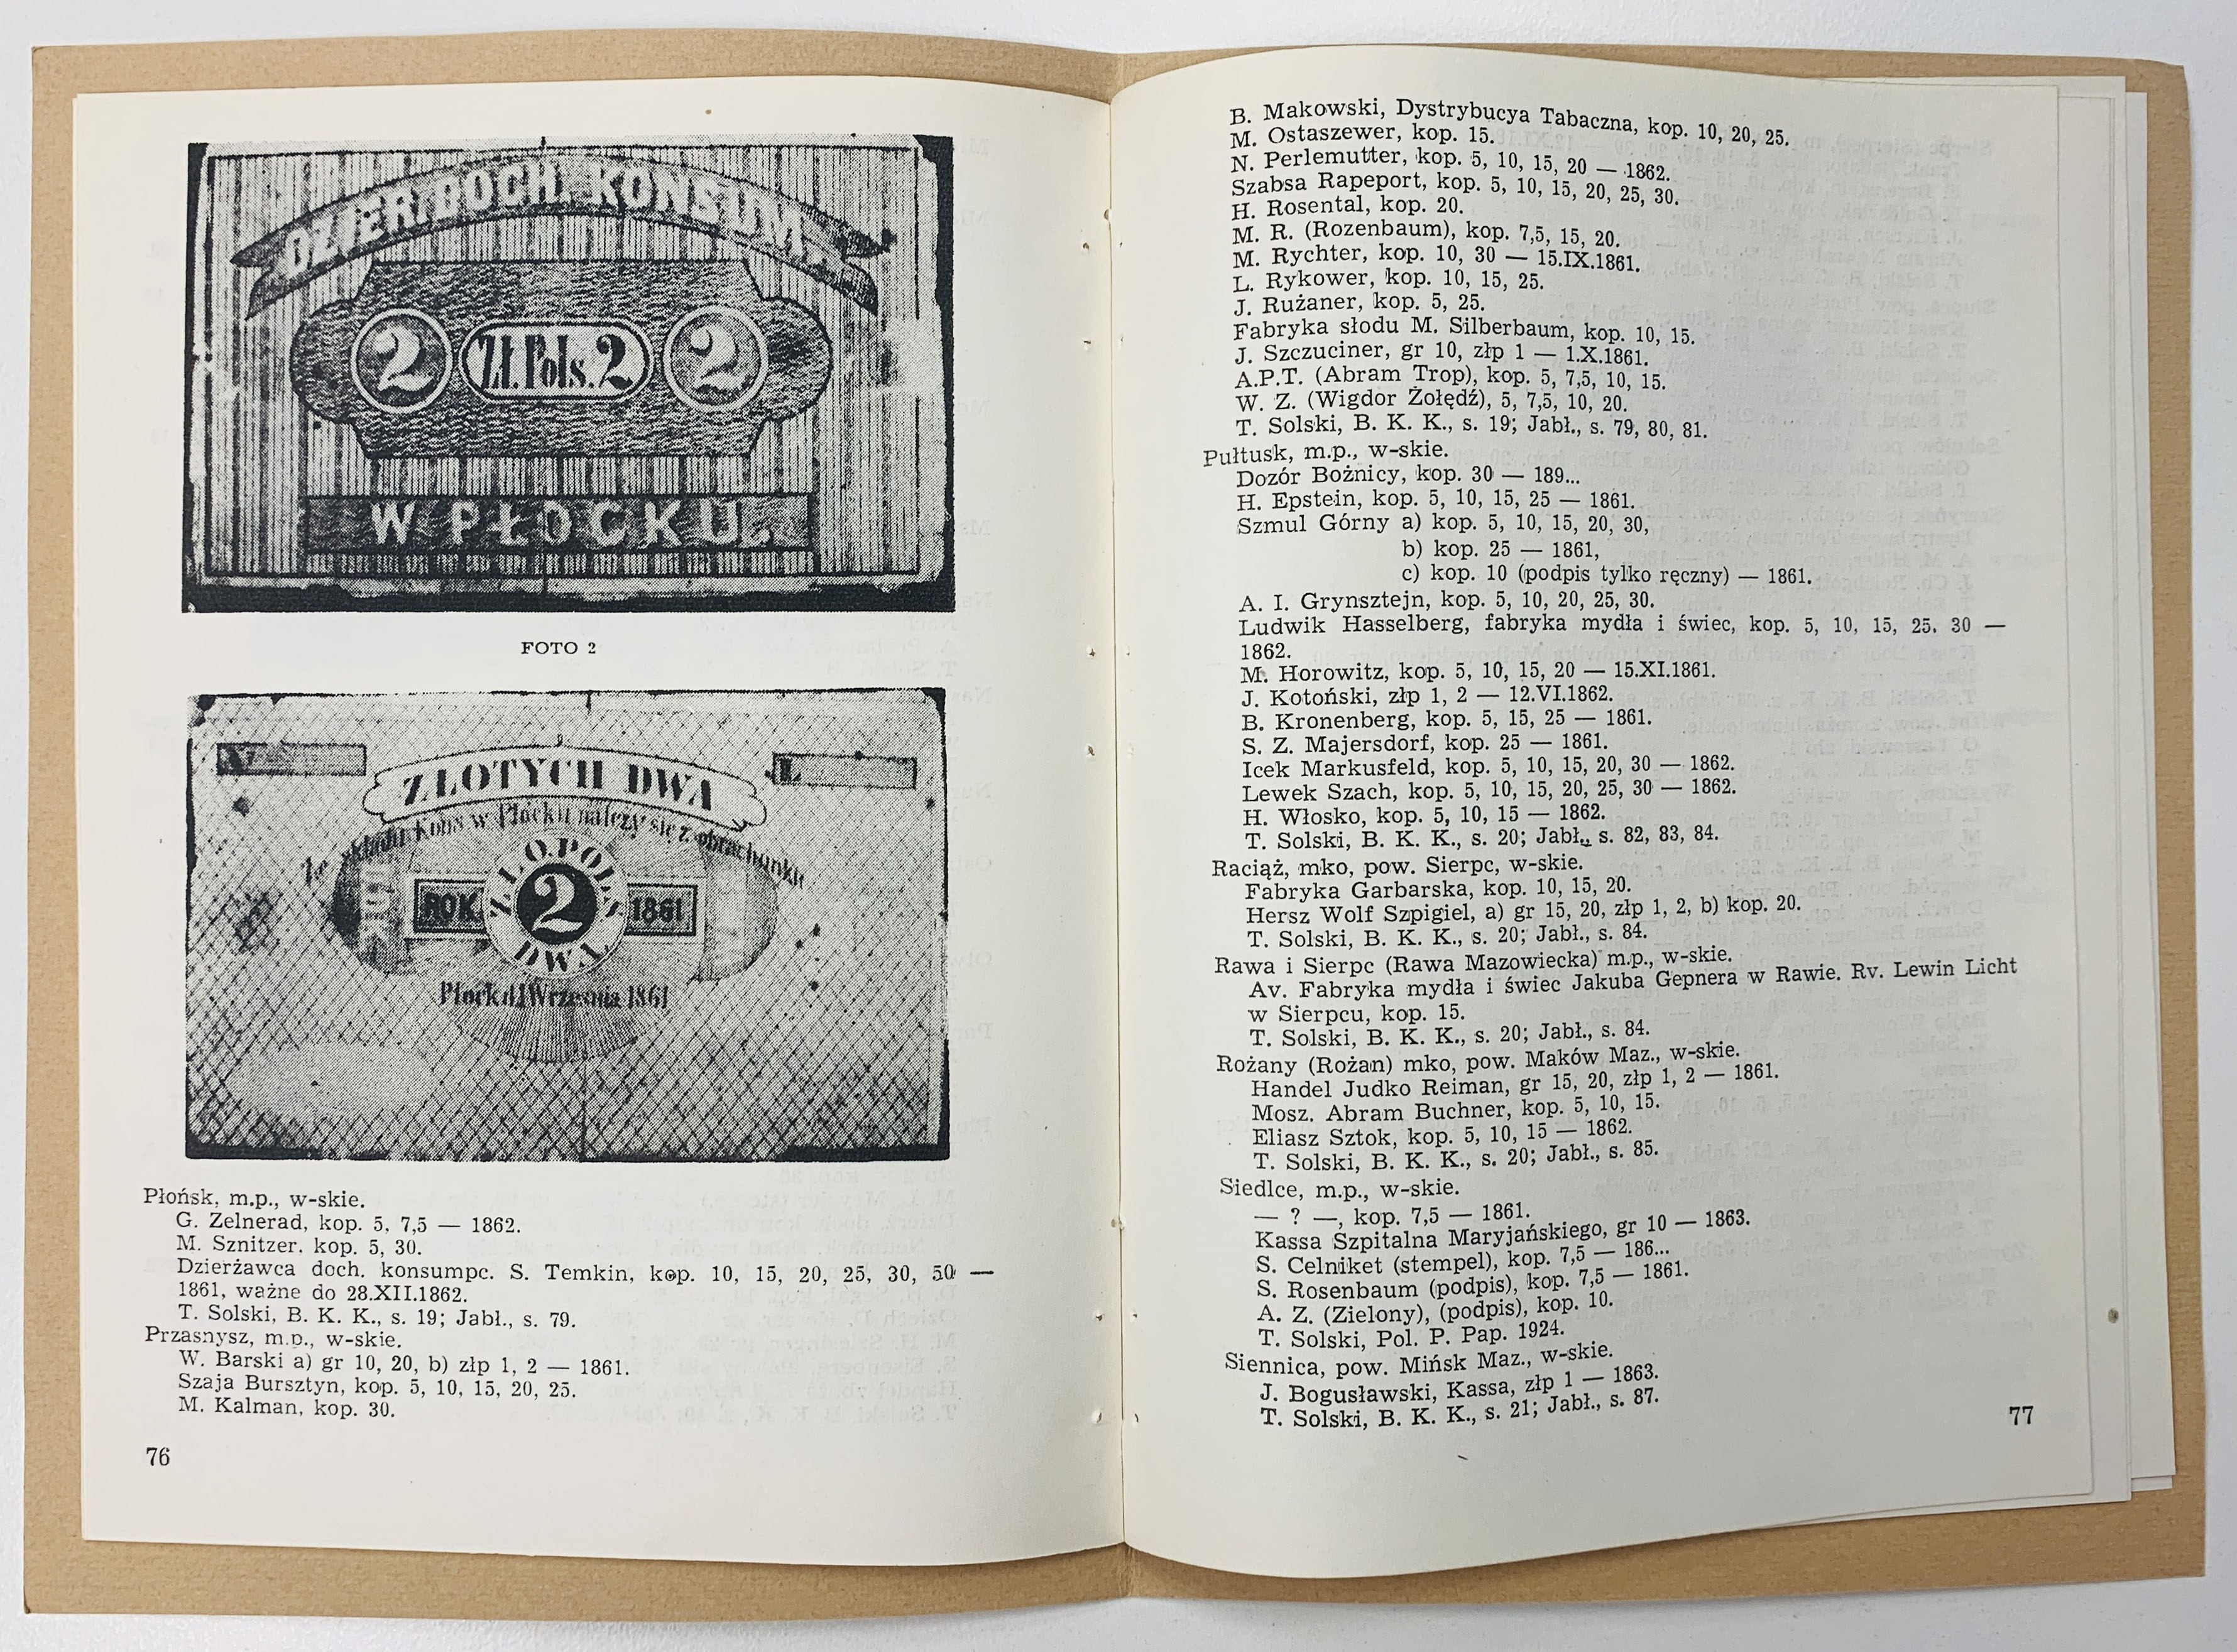 DZIER. DOCH. KONSUM.
2 Zł. Pols. 2 2
W PŁOCKU.
FOTO 2
ZŁOTYCH DWA
Ze składu Kons w Płocku należy się z obrachunku
ZŁO. POLS.
ROK 2 1861
DWA
Płock d 1 Września 1861
Płońsk, m.p., w-skie.
G. Zelnerad, kop. 5, 7,5 — 1862.
M. Sznitzer. kop. 5, 30.
Dzierżawca doch. konsumpc. S. Temkin, kop. 10, 15, 20, 25, 30, 50 —
1861, ważne do 28.XII.1862.
T. Solski, B. K. K., s. 19; Jabł., s. 79.
Przasnysz, m.p., w-skie.
W. Barski a) gr 10, 20, b) złp 1, 2 — 1861.
Szaja Bursztyn, kop. 5, 10, 15, 20, 25.
M. Kalman, kop. 30.
76
B. Makowski, Dystrybucya Tabaczna, kop. 10, 20, 25.
M. Ostaszewer, kop. 15.
N. Perlemutter, kop. 5, 10, 15, 20 — 1862.
Szabsa Rapeport, kop. 5, 10, 15, 20, 25, 30.
H. Rosental, kop. 20.
M. R. (Rozenbaum), kop. 7,5, 15, 20.
M. Rychter, kop. 10, 30 — 15.IX.1861.
L. Rykower, kop. 10, 15, 25.
J. Rużaner, kop. 5, 25.
Fabryka słodu M. Silberbaum, kop. 10, 15.
J. Szczuciner, gr 10, złp 1 — 1.X.1861.
A.P.T. (Abram Trop), kop. 5, 7,5, 10, 15.
W. Z. (Wigdor Żołędź), 5, 7,5, 10, 20.
T. Solski, B. K. K., s. 19; Jabł., s. 79, 80, 81.
Pułtusk, m.p., w-skie.
Dozór Bożnicy, kop. 30 — 189...
H. Epstein, kop. 5, 10, 15, 25 — 1861.
Szmul Górny a) kop. 5, 10, 15, 20, 30,
b) kop. 25 — 1861,
c) kop. 10 (podpis tylko ręczny) — 1861.
A. I. Grynsztejn, kop. 5, 10, 20, 25, 30.
Ludwik Hasselberg, fabryka mydła i świec, kop. 5, 10, 15, 25. 30 —
1862.
M. Horowitz, kop. 5, 10, 15, 20 — 15.XI.1861.
J. Kotoński, złp 1, 2 — 12.VI.1862.
B. Kronenberg, kop. 5, 15, 25 — 1861.
S. Z. Majersdorf, kop. 25 — 1861.
Icek Markusfeld, kop. 5, 10, 15, 20, 30 — 1862.
Lewek Szach, kop. 5, 10, 15, 20, 25, 30 — 1862.
H. Włosko, kop. 5, 10, 15 — 1862.
T. Solski, B. K. K., s. 20; Jabł., s. 82, 83, 84.
Raciąż, mko, pow. Sierpc, w-skie.
Fabryka Garbarska, kop. 10, 15, 20.
Hersz Wolf Szpigiel, a) gr 15, 20, złp 1, 2, b) kop. 20.
T. Solski, B. K. K., s. 20; Jabł., s. 84.
Rawa i Sierpc (Rawa Mazowiecka) m.p., w-skie.
Av. Fabryka mydła i świec Jakuba Gepnera w Rawie. Rv. Lewin Licht
w Sierpcu, kop. 15.
T. Solski, B. K. K., s. 20; Jabł., s. 84.
Rożany (Rożan) mko, pow. Maków Maz., w-skie.
Handel Judko Reiman, gr 15, 20, złp 1, 2 — 1861.
Mosz. Abram Buchner, kop. 5, 10, 15.
Eliasz Sztok, kop. 5, 10, 15 — 1862.
T. Solski, B. K. K., s. 20; Jabł., s. 85.
Siedlce, m.p., w-skie.
— ? —, kop. 7,5 — 1861.
Kassa Szpitalna Maryjańskiego, gr 10 — 1863.
S. Celniket (stempel), kop. 7,5 — 186...
S. Rosenbaum (podpis), kop. 7,5 — 1861.
A. Z. (Zielony), (podpis), kop. 10.
T. Solski, Pol. P. Pap. 1924.
Siennica, pow. Mińsk Maz., w-skie.
J. Bogusławski, Kassa, złp 1 — 1863.
T. Solski, B. K. K., s. 21; Jabł., s. 87.
77